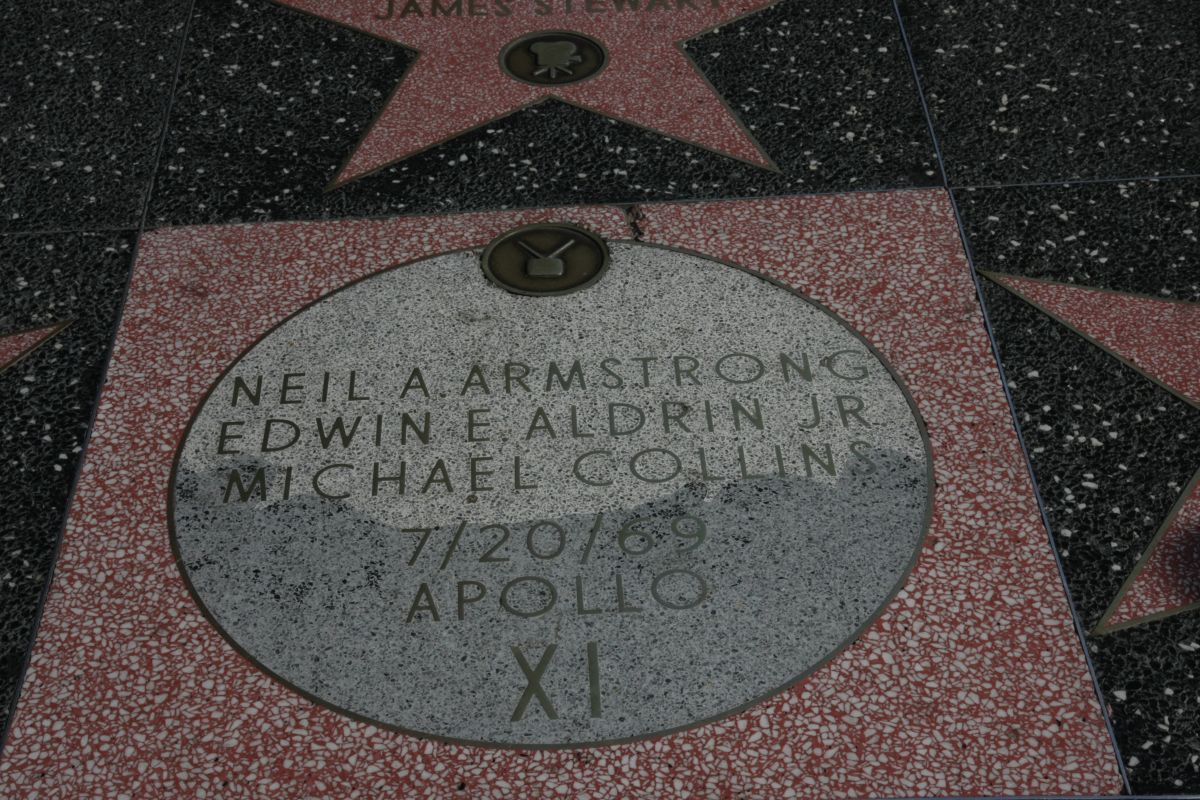 JAMES STEWART
NEIL A. ARMSTRONG
EDWIN E. ALDRIN JR.
MICHAEL COLLINS
7/20/69
APOLLO
XI